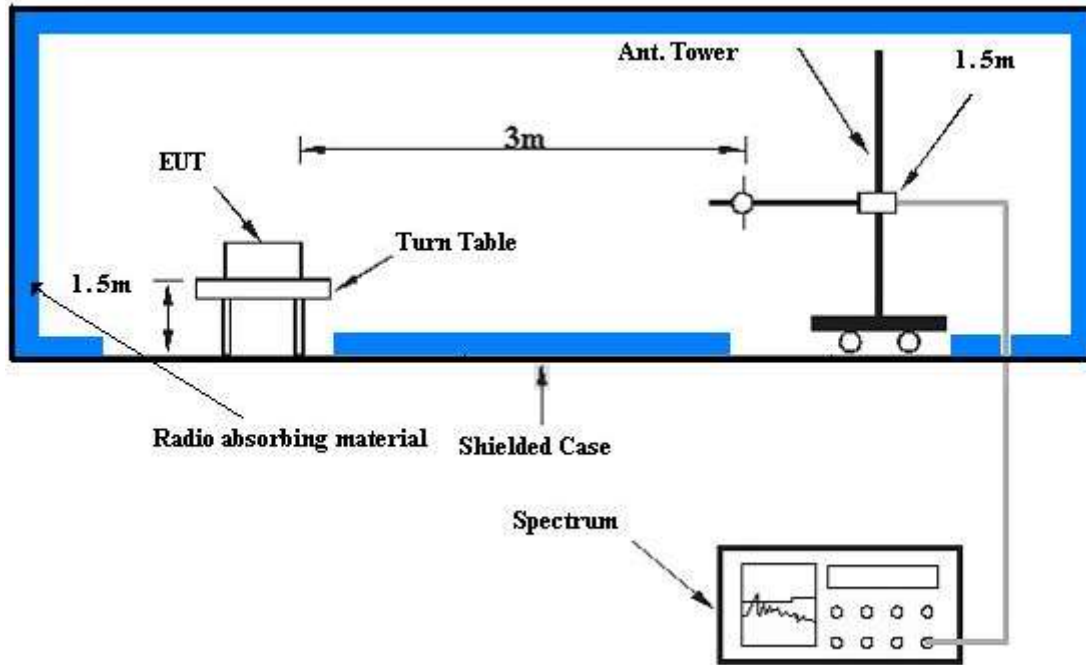 Ant. Tower
1.5m
3m
EUT
Turn Table
1.5m
Radio absorbing material
Shielded Case
Spectrum